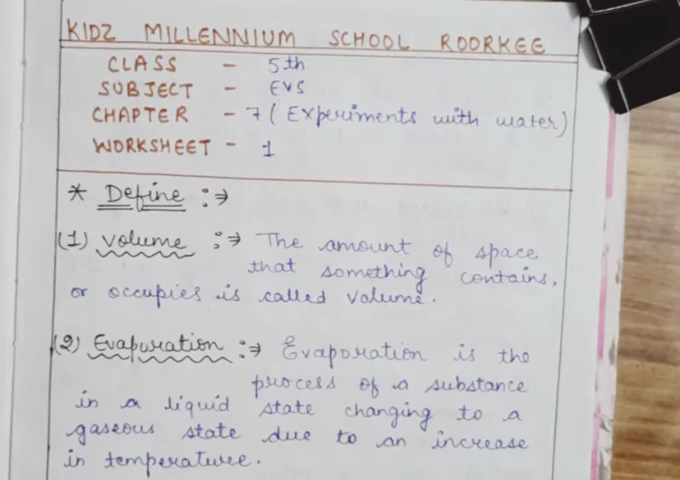 KIDZ MILLENNIUM SCHOOL ROORKEE
CLASS - 5th
SUBJECT - EVS
CHAPTER - 7 (Experiments with water)
WORKSHEET - 1
* Define :→
(1) Volume :→ The amount of space
that something contains,
or occupies is called volume.
(2) Evaporation :→ Evaporation is the
process of a substance
in a liquid state changing to a
gaseous state due to an increase
in temperature.